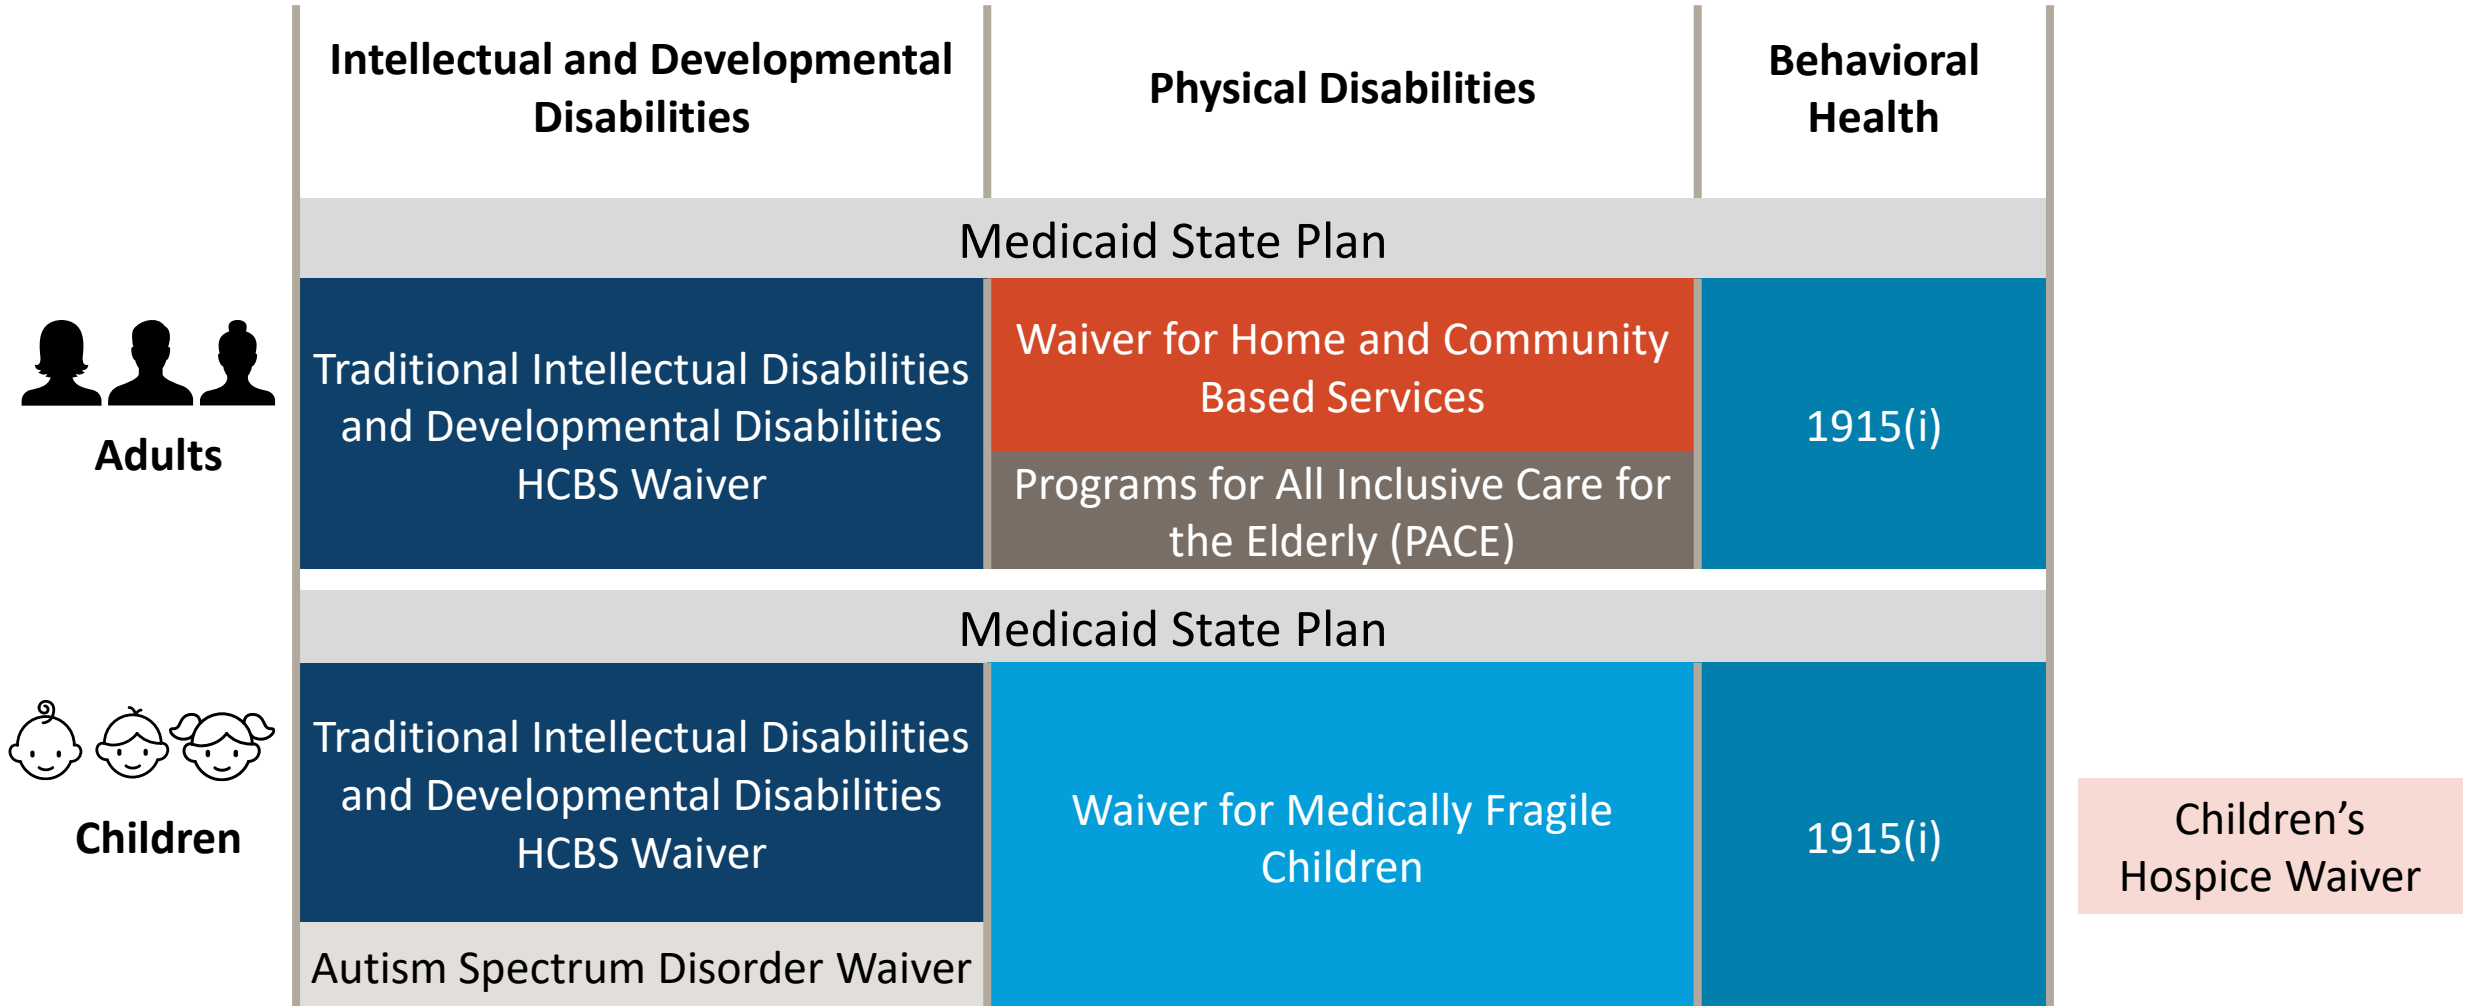 Intellectual and Developmental
Disabilities
Physical Disabilities
Behavioral
Health
Medicaid State Plan
Adults
Traditional Intellectual Disabilities
and Developmental Disabilities
HCBS Waiver
Waiver for Home and Community
Based Services
Programs for All Inclusive Care for
the Elderly (PACE)
1915(i)
Medicaid State Plan
Children
Traditional Intellectual Disabilities
and Developmental Disabilities
HCBS Waiver
Autism Spectrum Disorder Waiver
Waiver for Medically Fragile
Children
1915(i)
Children’s
Hospice Waiver